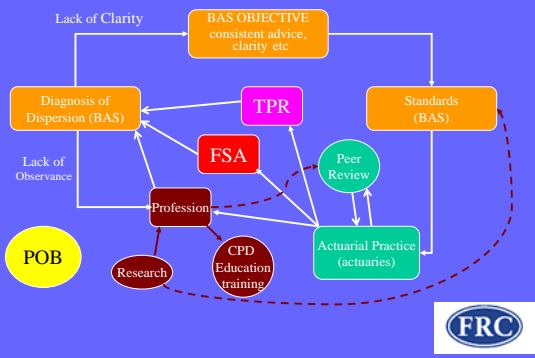 Lack of Clarity
BAS OBJECTIVE
consistent advice,
clarity etc
Diagnosis of
Dispersion (BAS)
TPR
Standards
(BAS)
FSA
Peer
Review
Lack of
Observance
Profession
POB
Research
CPD
Education
training
Actuarial Practice
(actuaries)
FRC